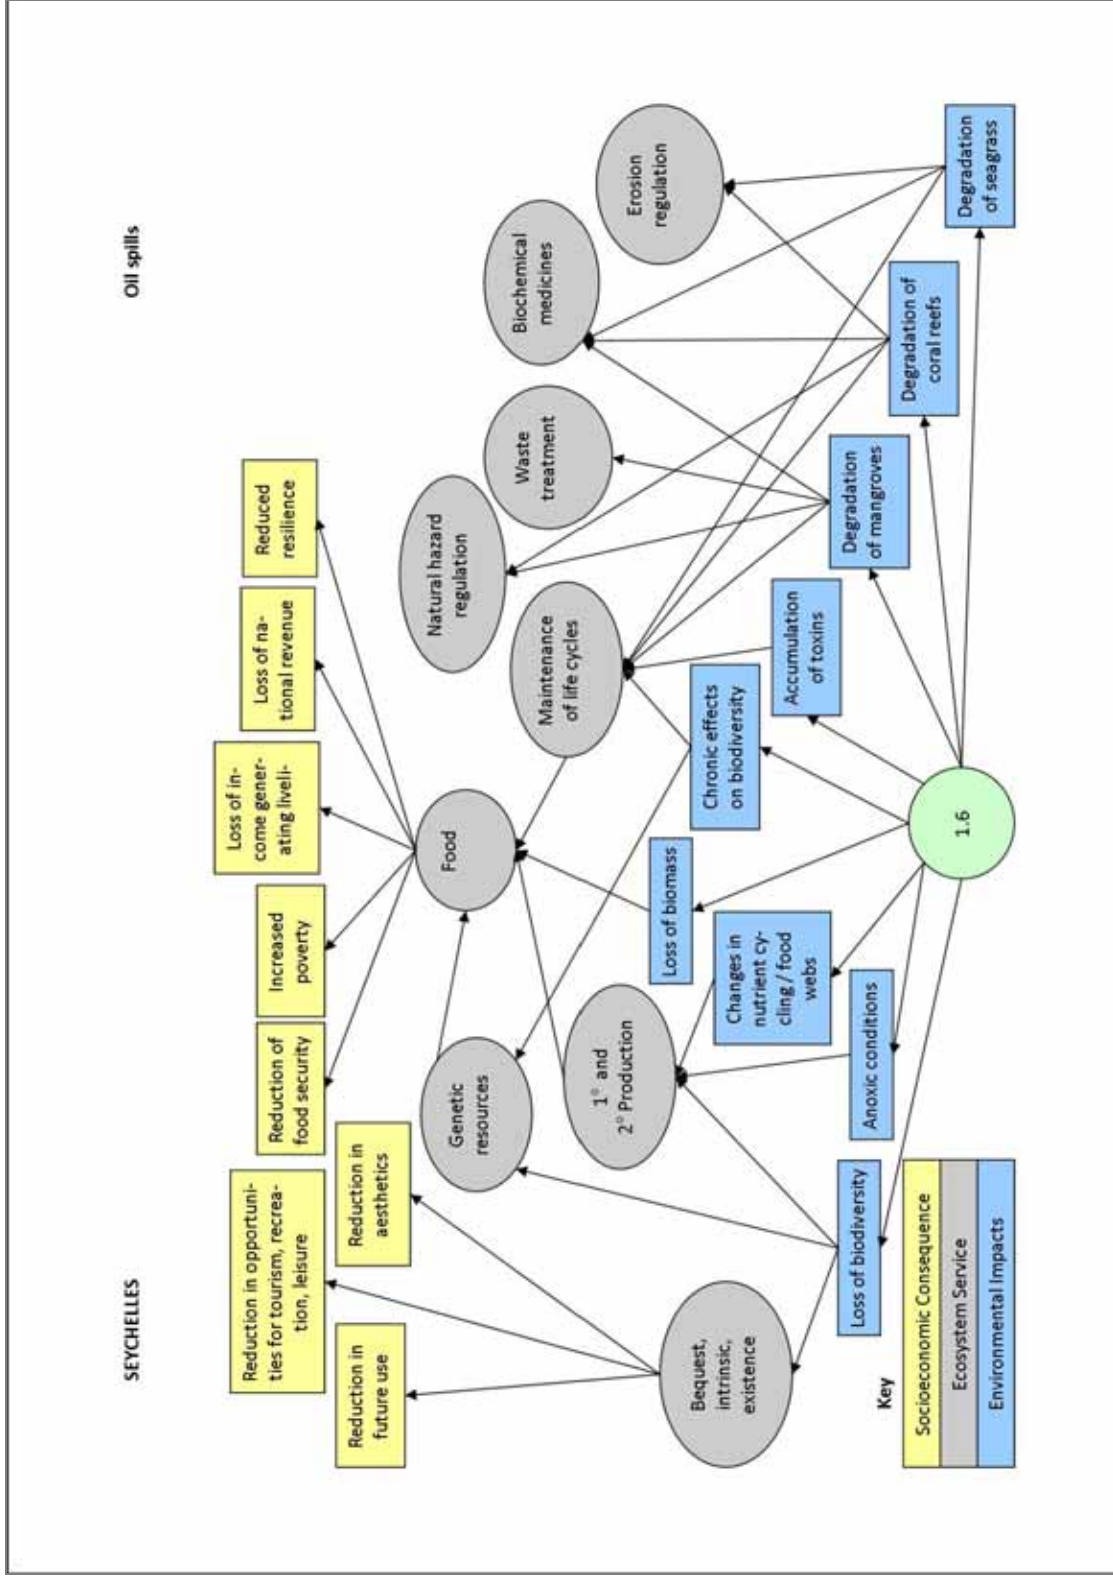 SEYCHELLES
Oil spills
Reduction in
future use
Reduction in opportuni-
ties for tourism, recrea-
tion, leisure
Reduction in
aesthetics
Reduction of
food security
Increased
poverty
Loss of in-
come gener-
ating liveli-
Loss of na-
tional revenue
Reduced
resilience
Bequest,
intrinsic,
existence
Genetic
resources
1° and
2° Production
Food
Maintenance
of life cycles
Natural hazard
regulation
Waste
treatment
Biochemical
medicines
Erosion
regulation
Loss of biodiversity
Anoxic conditions
Changes in
nutrient cy-
cling / food
webs
Loss of biomass
Chronic effects
on biodiversity
Accumulation
of toxins
Degradation
of mangroves
Degradation of
coral reefs
Degradation
of seagrass
1.6
Key
Socioeconomic Consequence
Ecosystem Service
Environmental Impacts